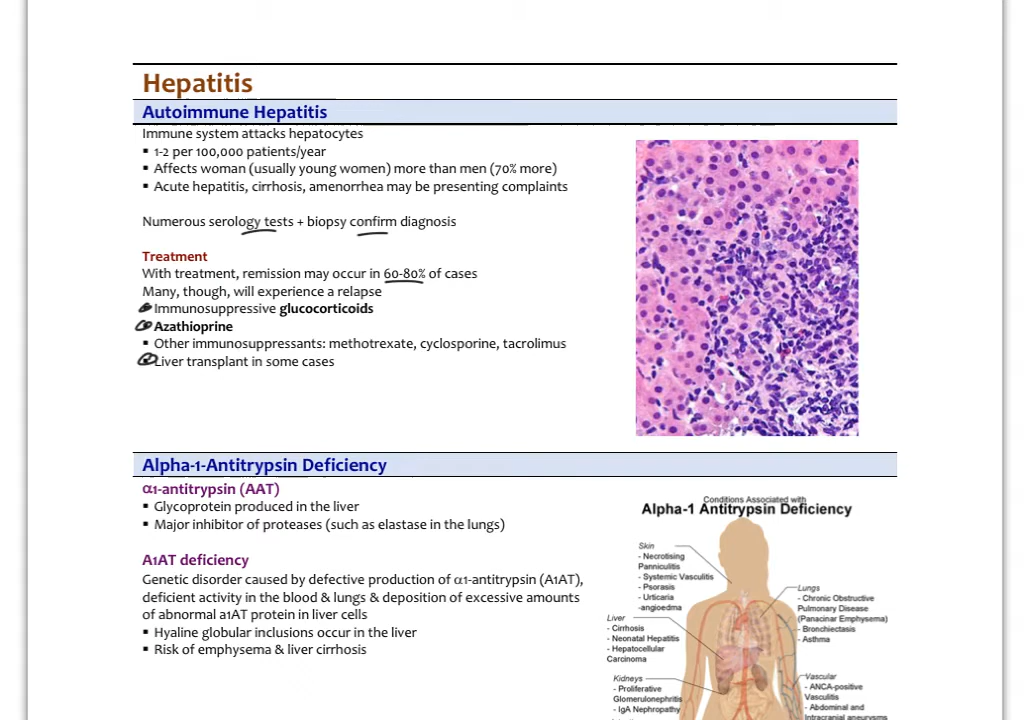 Hepatitis
Autoimmune Hepatitis
Immune system attacks hepatocytes
▪ 1-2 per 100,000 patients/year
▪ Affects woman (usually young women) more than men (70% more)
▪ Acute hepatitis, cirrhosis, amenorrhea may be presenting complaints
Numerous serology tests + biopsy confirm diagnosis
Treatment
With treatment, remission may occur in 60-80% of cases
Many, though, will experience a relapse
Immunosuppressive glucocorticoids
Azathioprine
▪ Other immunosuppressants: methotrexate, cyclosporine, tacrolimus
Liver transplant in some cases
Alpha-1-Antitrypsin Deficiency
α1-antitrypsin (AAT)
▪ Glycoprotein produced in the liver
▪ Major inhibitor of proteases (such as elastase in the lungs)
A1AT deficiency
Genetic disorder caused by defective production of α1-antitrypsin (A1AT),
deficient activity in the blood & lungs & deposition of excessive amounts
of abnormal a1AT protein in liver cells
▪ Hyaline globular inclusions occur in the liver
▪ Risk of emphysema & liver cirrhosis
Conditions Associated with
Alpha-1 Antitrypsin Deficiency
Skin
- Necrotising
Panniculitis
- Systemic Vasculitis
- Psorasis
- Urticaria
-angioedma
Lungs
- Chronic Obstructive
Pulmonary Disease
(Panacinar Emphysema)
- Bronchiectasis
- Asthma
Liver
- Cirrhosis
- Neonatal Hepatitis
- Hepatocellular
Carcinoma
Kidneys
- Proliferative
Glomerulonephritis
- IgA Nephropathy
Vascular
- ANCA-positive
Vasculitis
- Abdominal and
Intracranial aneurysms